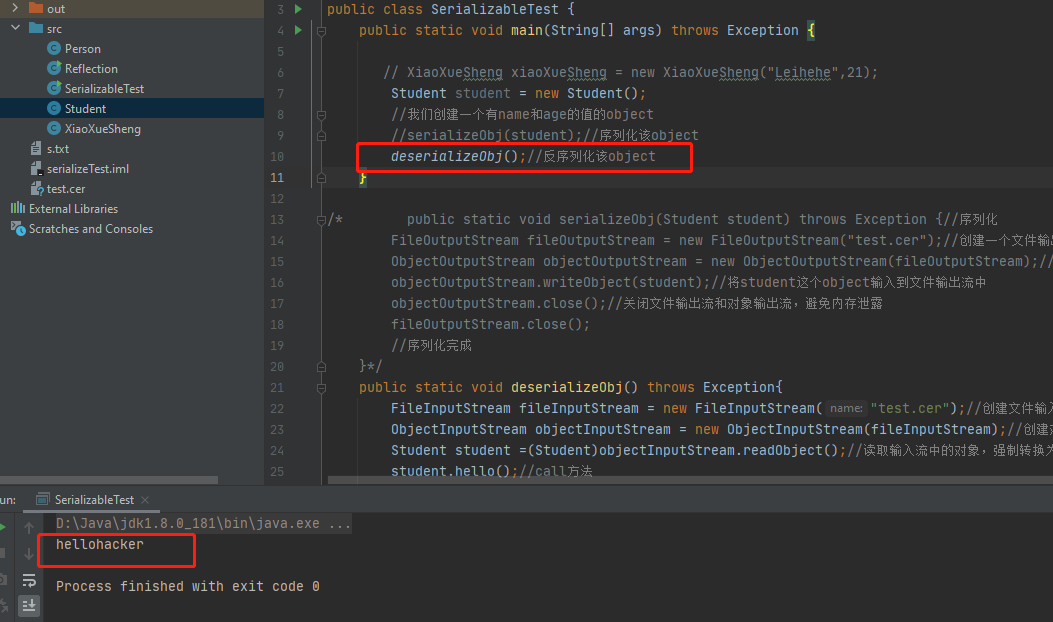 out
src
Person
Reflection
SerializableTest
Student
XiaoXueSheng
s.txt
serializeTest.iml
test.cer
External Libraries
Scratches and Consoles
3 public class SerializableTest {
4 public static void main(String[] args) throws Exception {
5
6 // XiaoXueSheng xiaoXueSheng = new XiaoXueSheng("Leihehe",21);
7 Student student = new Student();
8 //我们创建一个有name和age的值的object
9 //serializeObj(student);//序列化该object
10 deserializeObj();//反序列化该object
11 }
12
13 /* public static void serializeObj(Student student) throws Exception {//序列化
14 FileOutputStream fileOutputStream = new FileOutputStream("test.cer");//创建一个文件输出
15 ObjectOutputStream objectOutputStream = new ObjectOutputStream(fileOutputStream);//
16 objectOutputStream.writeObject(student);//将student这个object输入到文件输出流中
17 objectOutputStream.close();//关闭文件输出流和对象输出流，避免内存泄露
18 fileOutputStream.close();
19 //序列化完成
20 }*/
21 public static void deserializeObj() throws Exception{
22 FileInputStream fileInputStream = new FileInputStream( name: "test.cer");//创建文件输入
23 ObjectInputStream objectInputStream = new ObjectInputStream(fileInputStream);//创建
24 Student student =(Student)objectInputStream.readObject();//读取输入流中的对象，强制转换为
25 student.hello();//call方法
un: SerializableTest
D:\Java\jdk1.8.0_181\bin\java.exe ...
hellohacker
Process finished with exit code 0